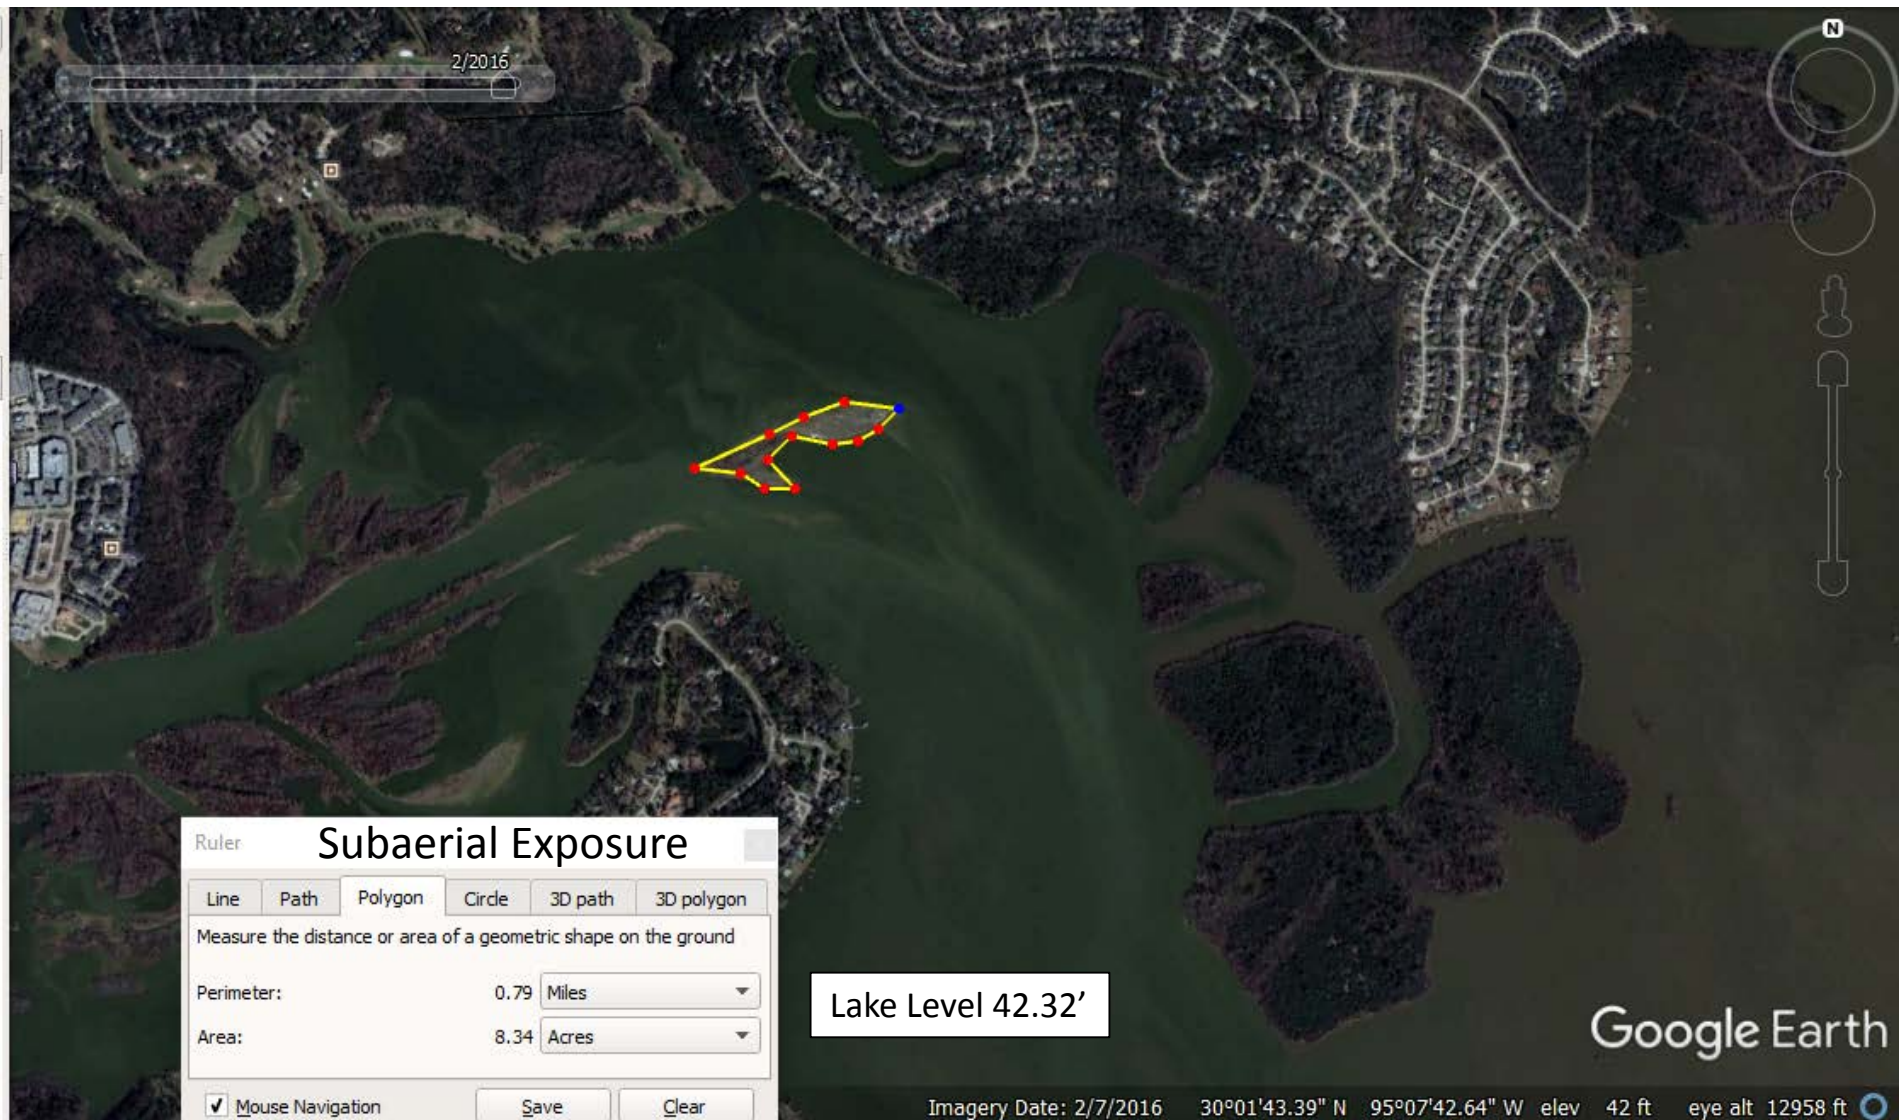 2/2016
N
Ruler
Subaerial Exposure
Line Path Polygon Circle 3D path 3D polygon
Measure the distance or area of a geometric shape on the ground
Perimeter: 0.79 Miles
Area: 8.34 Acres
Mouse Navigation Save Clear
Lake Level 42.32’
Google Earth
Imagery Date: 2/7/2016 30°01'43.39" N 95°07'42.64" W elev 42 ft eye alt 12958 ft